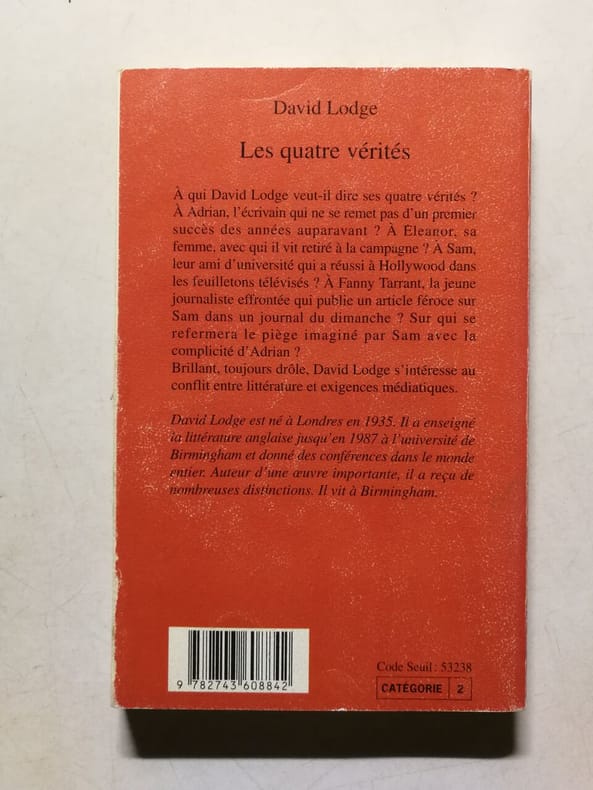 David Lodge
Les quatre vérités
À qui David Lodge veut-il dire ses quatre vérités ?
À Adrian, l'écrivain qui ne se remet pas d'un premier
succès des années auparavant ? À Eleanor, sa
femme, avec qui il vit retiré à la campagne ? À Sam,
leur ami d'université qui a réussi à Hollywood dans
les feuilletons télévisés ? À Fanny Tarrant, la jeune
journaliste effrontée qui publie un article féroce sur
Sam dans un journal du dimanche ? Sur qui se
refermera le piège imaginé par Sam avec la
complicité d'Adrian ?
Brillant, toujours drôle, David Lodge s'intéresse au
conflit entre littérature et exigences médiatiques.
David Lodge est né à Londres en 1935. Il a enseigné
la littérature anglaise jusqu'en 1987 à l'université de
Birmingham et donné des conférences dans le monde
entier. Auteur d'une œuvre importante, il a reçu de
nombreuses distinctions. Il vit à Birmingham.
9 782743 608842
Code Seuil : 53238
CATÉGORIE 2